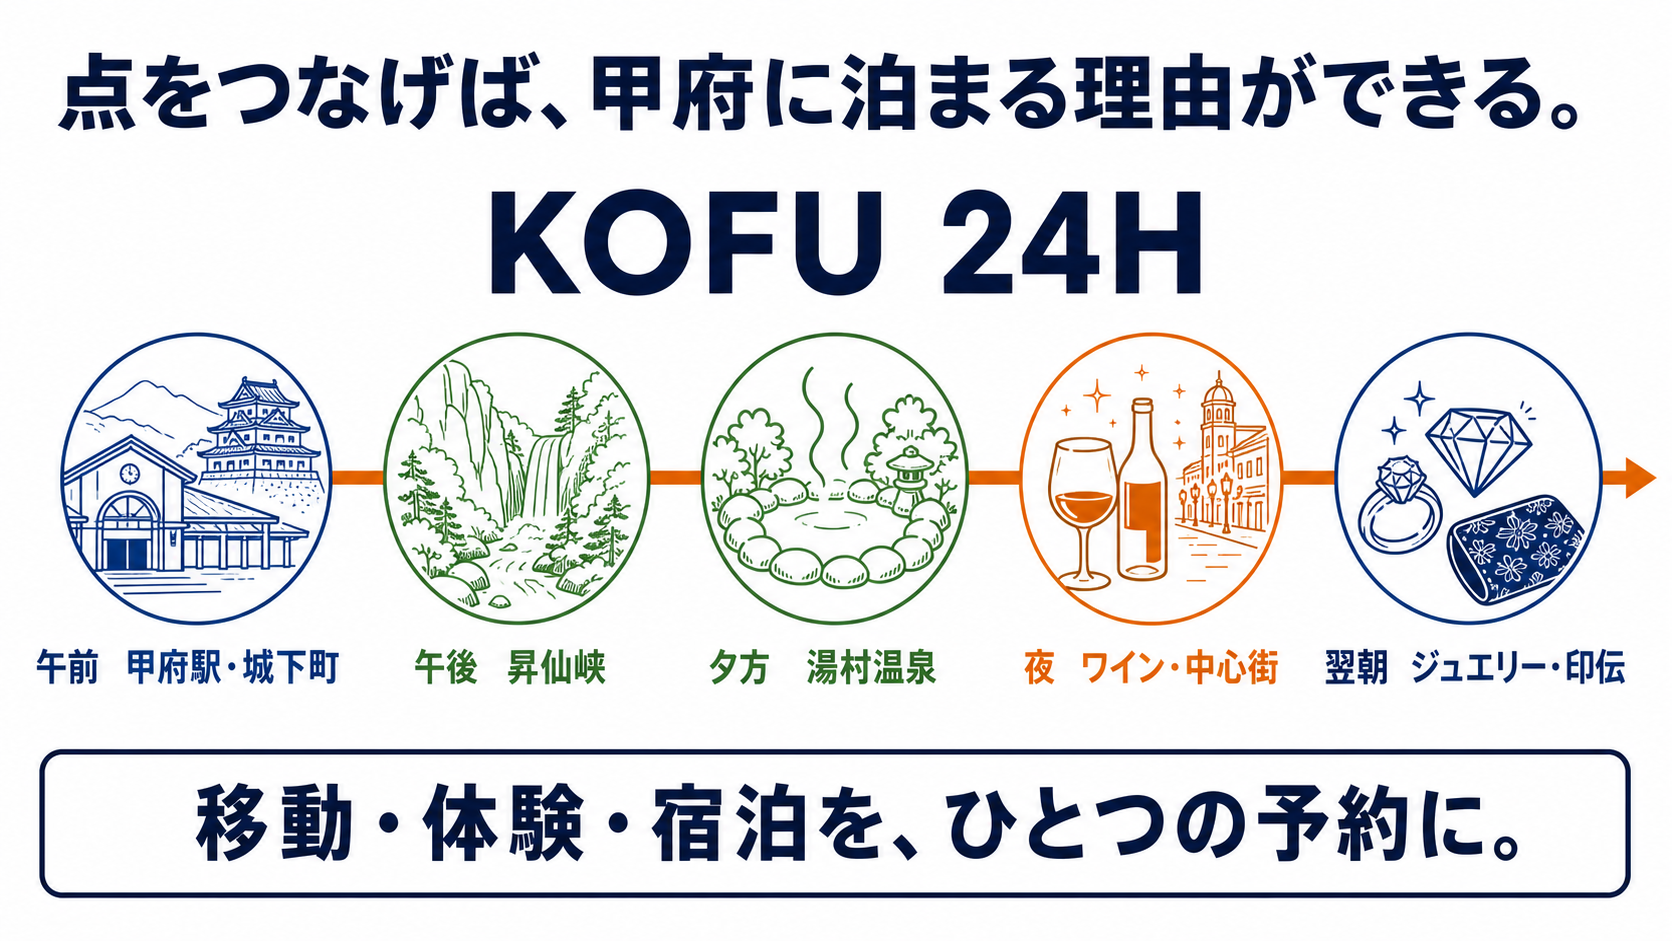 点をつなげば、甲府に泊まる理由ができる。
KOFU 24H
午前 甲府駅・城下町
午後 昇仙峡
夕方 湯村温泉
夜 ワイン・中心街
翌朝 ジュエリー・印伝
移動・体験・宿泊を、ひとつの予約に。